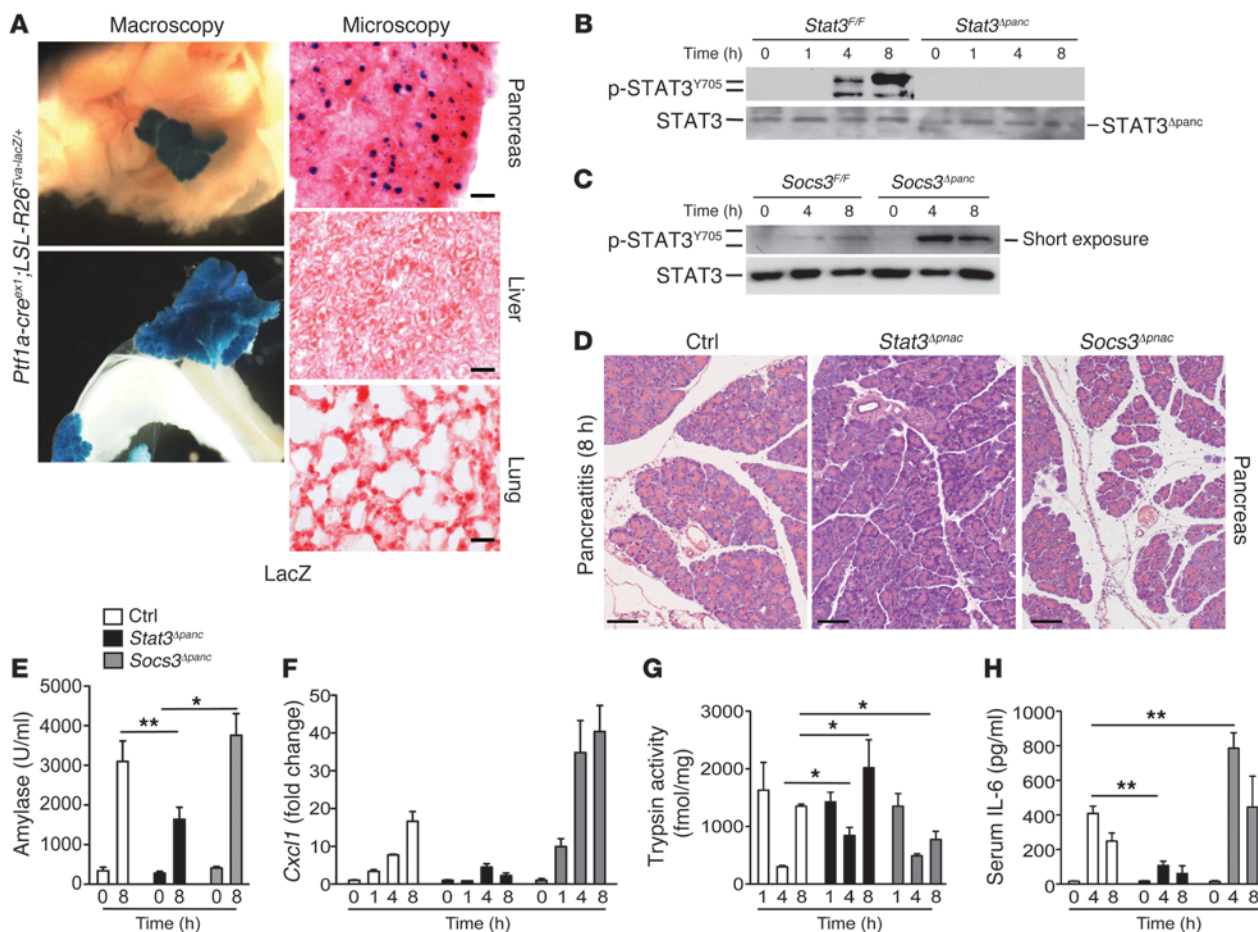 A
Macroscopy
Microscopy
Ptf1a-cre^ex1;LSL-R26^Tva-lacZ/+
Pancreas
Liver
Lung
LacZ
B
Stat3^F/F
Stat3^Δpanc
Time (h) 0 1 4 8 0 1 4 8
p-STAT3^Y705
STAT3
STAT3^Δpanc
C
Socs3^F/F
Socs3^Δpanc
Time (h) 0 4 8 0 4 8
p-STAT3^Y705
Short exposure
STAT3
D
Ctrl
Stat3^Δpnac
Socs3^Δpnac
Pancreatitis (8 h)
Pancreas
Ctrl
Stat3^Δpanc
Socs3^Δpanc
E
Amylase (U/ml)
5000
4000
3000
2000
1000
0
**
*
0 8 0 8 0 8
Time (h)
F
Cxcl1 (fold change)
50
40
30
20
10
0
0 1 4 8 0 1 4 8 0 1 4 8
Time (h)
G
Trypsin activity
(fmol/mg)
3000
2000
1000
0
*
*
*
1 4 8 1 4 8 1 4 8
Time (h)
H
Serum IL-6 (pg/ml)
1000
800
600
400
200
0
**
**
0 4 8 0 4 8 0 4 8
Time (h)